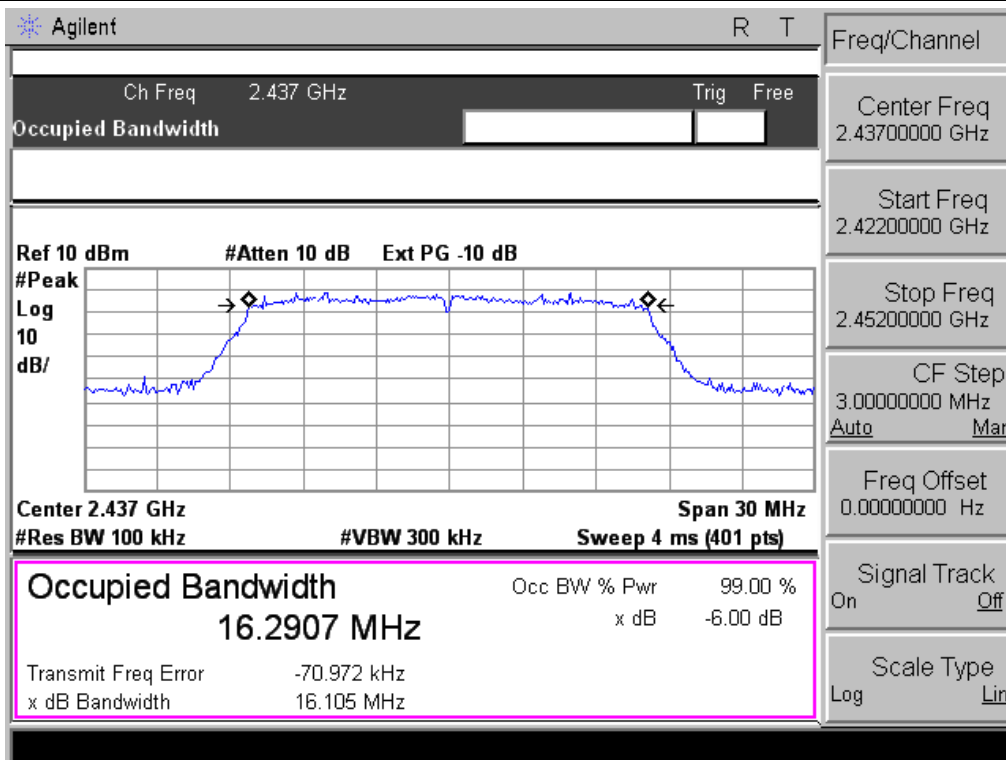 Agilent R T
Ch Freq 2.437 GHz Trig Free
Occupied Bandwidth
Ref 10 dBm #Atten 10 dB Ext PG -10 dB
#Peak
Log
10
dB/
Center 2.437 GHz Span 30 MHz
#Res BW 100 kHz #VBW 300 kHz Sweep 4 ms (401 pts)
Occupied Bandwidth
16.2907 MHz
Occ BW % Pwr 99.00 %
x dB -6.00 dB
Transmit Freq Error -70.972 kHz
x dB Bandwidth 16.105 MHz
Freq/Channel
Center Freq
2.43700000 GHz
Start Freq
2.42200000 GHz
Stop Freq
2.45200000 GHz
CF Step
3.00000000 MHz
Auto Man
Freq Offset
0.00000000 Hz
Signal Track
On Off
Scale Type
Log Lin